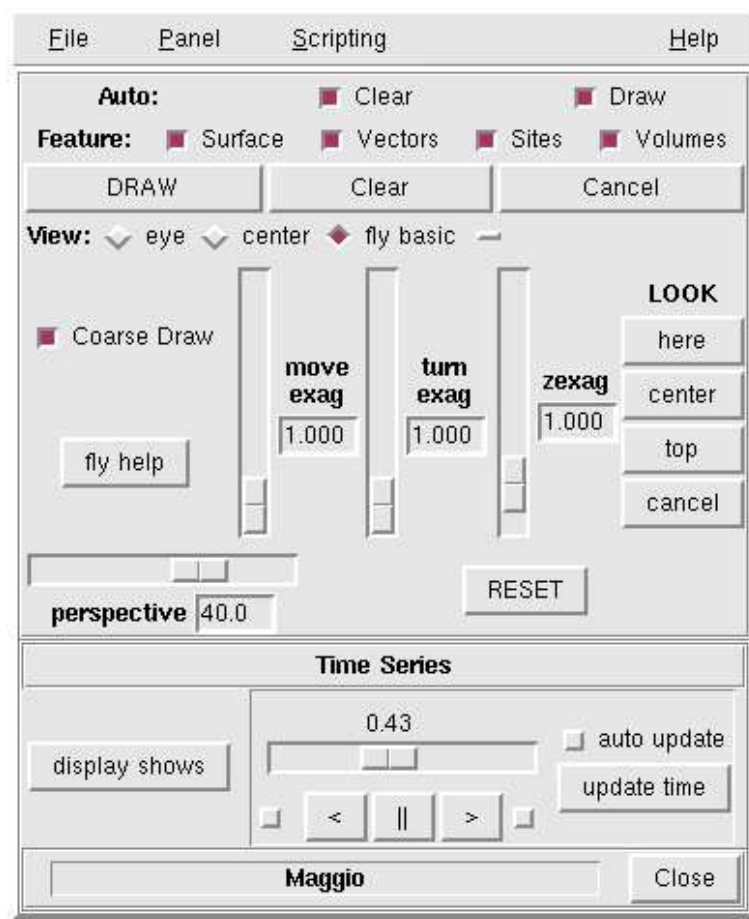 File Panel Scripting Help
Auto: Clear Draw
Feature: Surface Vectors Sites Volumes
DRAW Clear Cancel
View: eye center fly basic
LOOK
Coarse Draw
here
move exag
turn exag
zexag
center
1.000
1.000
1.000
fly help
top
cancel
RESET
perspective 40.0
Time Series
0.43
auto update
display shows
update time
< || >
Maggio Close